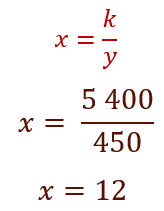 x = k/y
x = 5 400/450
x = 12